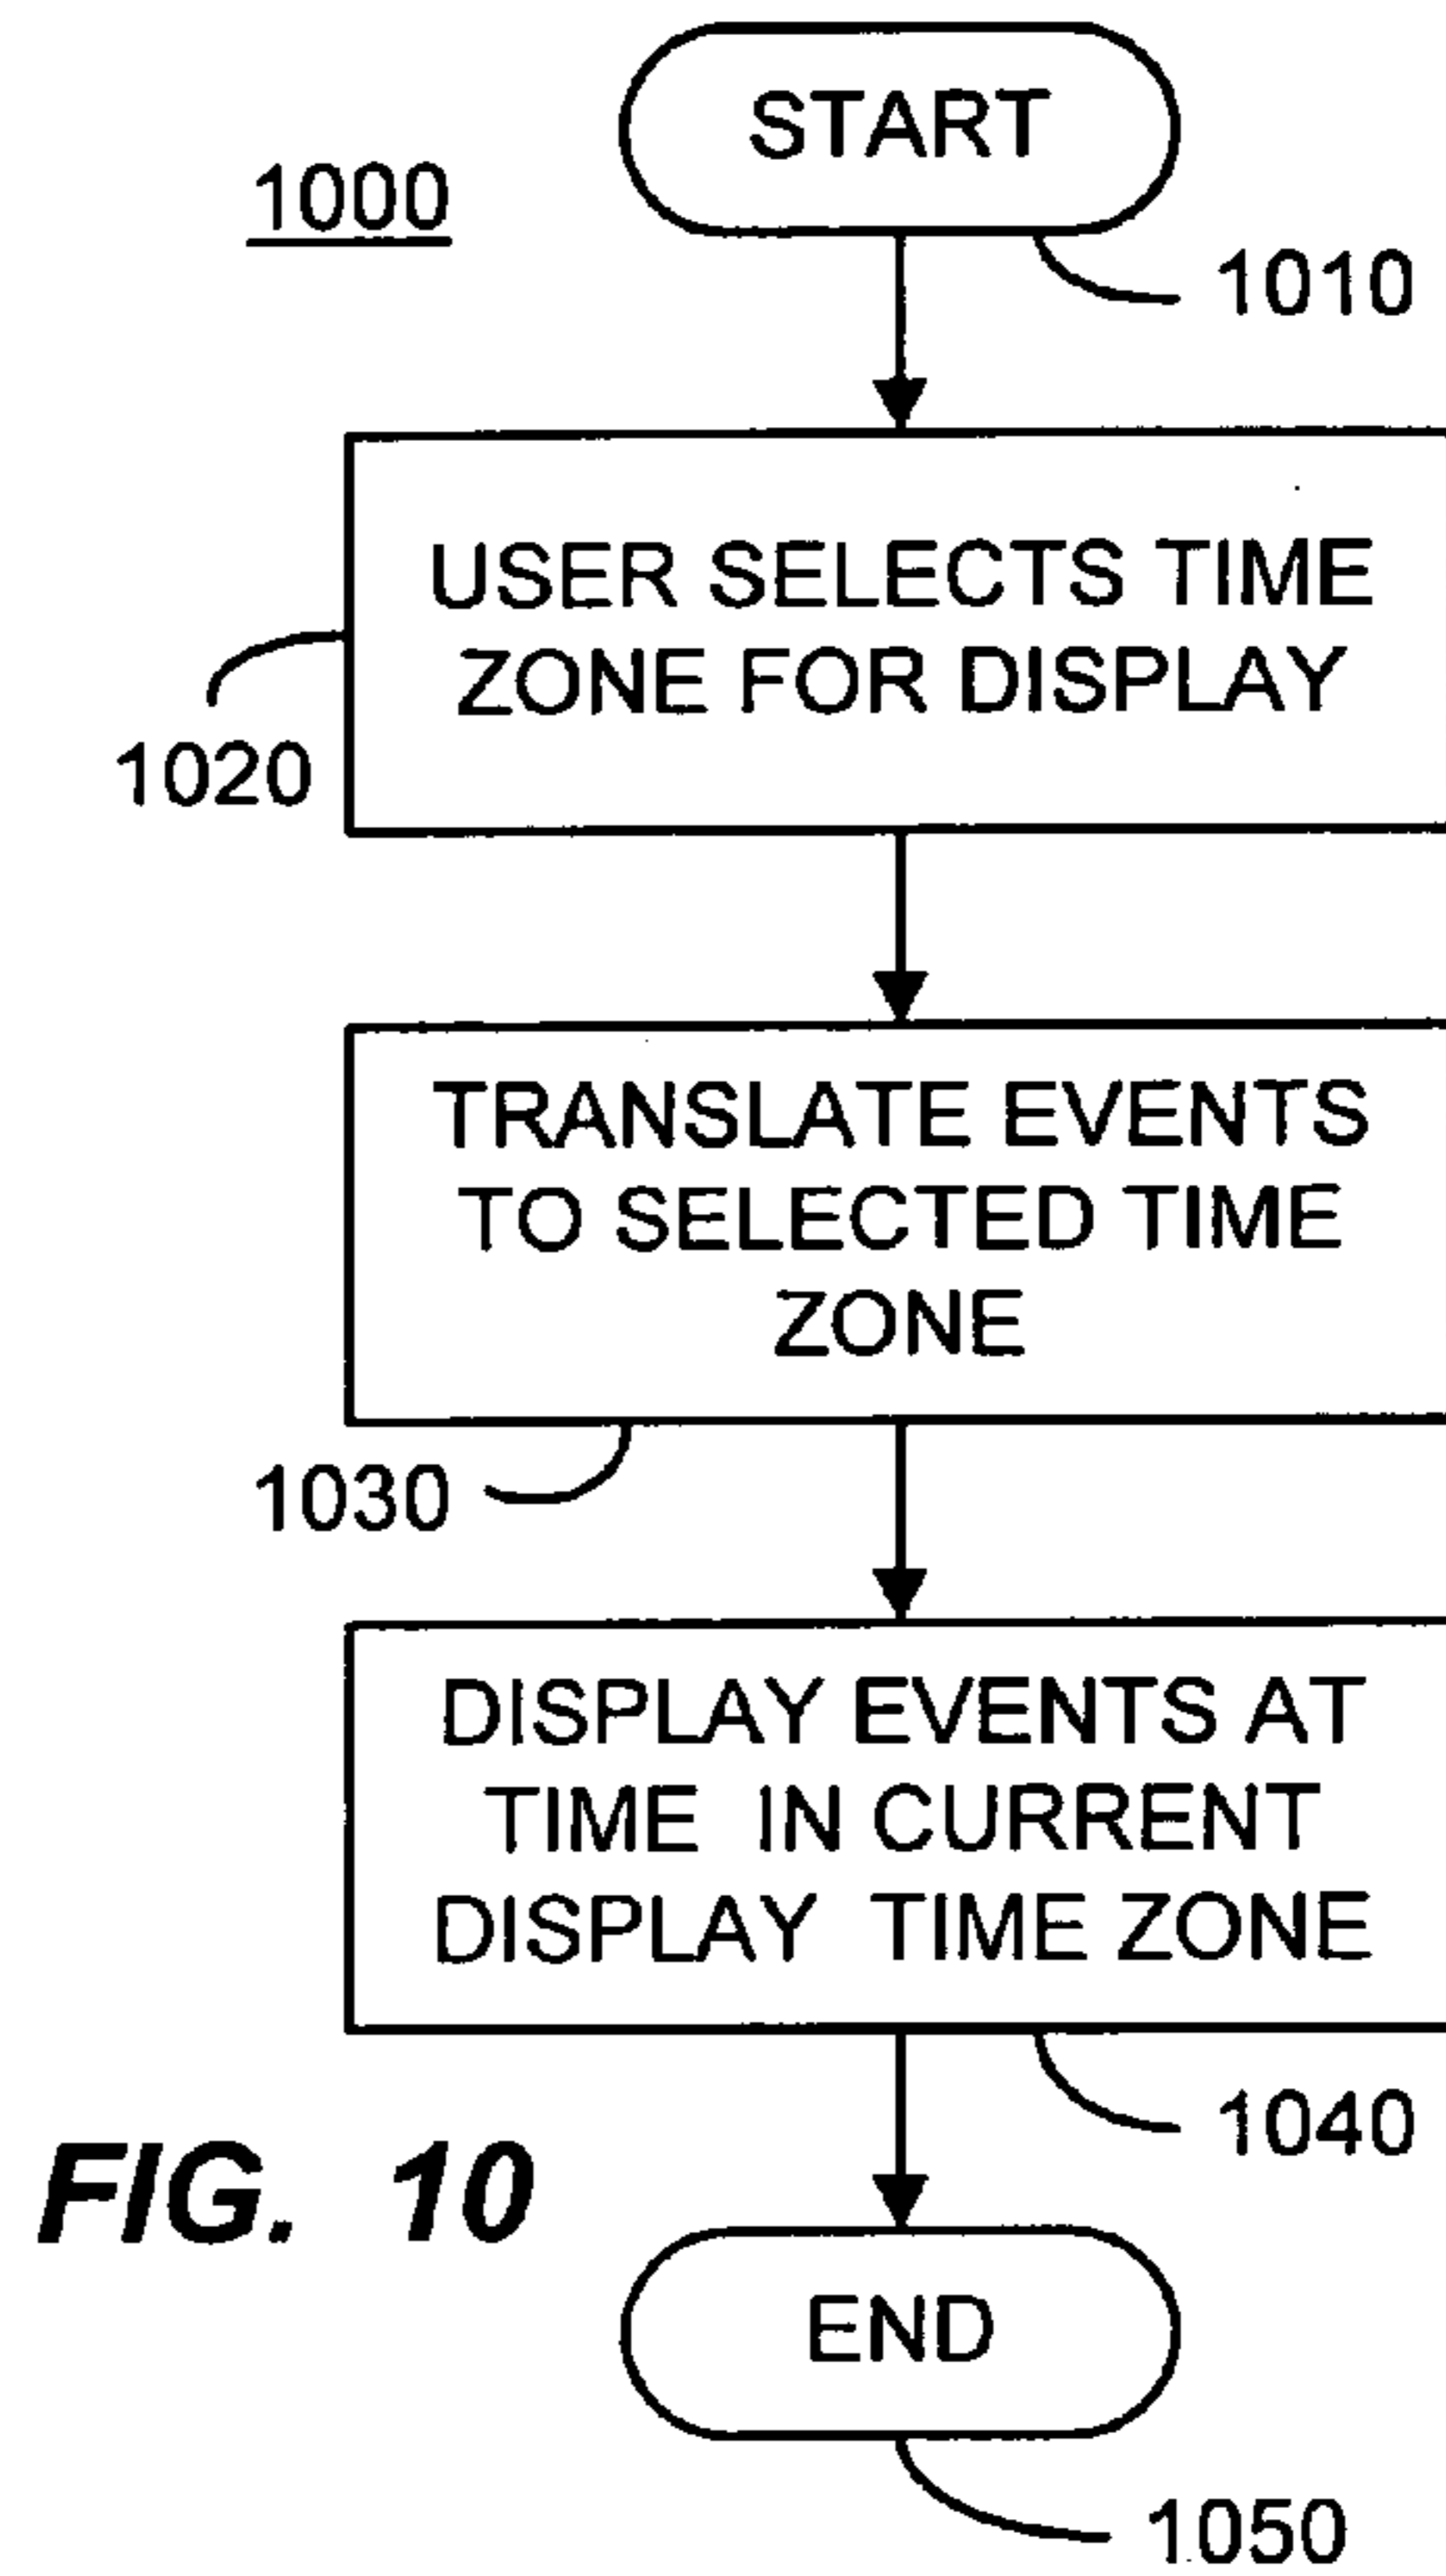 START
1000
1010
USER SELECTS TIME
ZONE FOR DISPLAY
1020
TRANSLATE EVENTS
TO SELECTED TIME
ZONE
1030
DISPLAY EVENTS AT
TIME IN CURRENT
DISPLAY TIME ZONE
1040
FIG. 10
END
1050